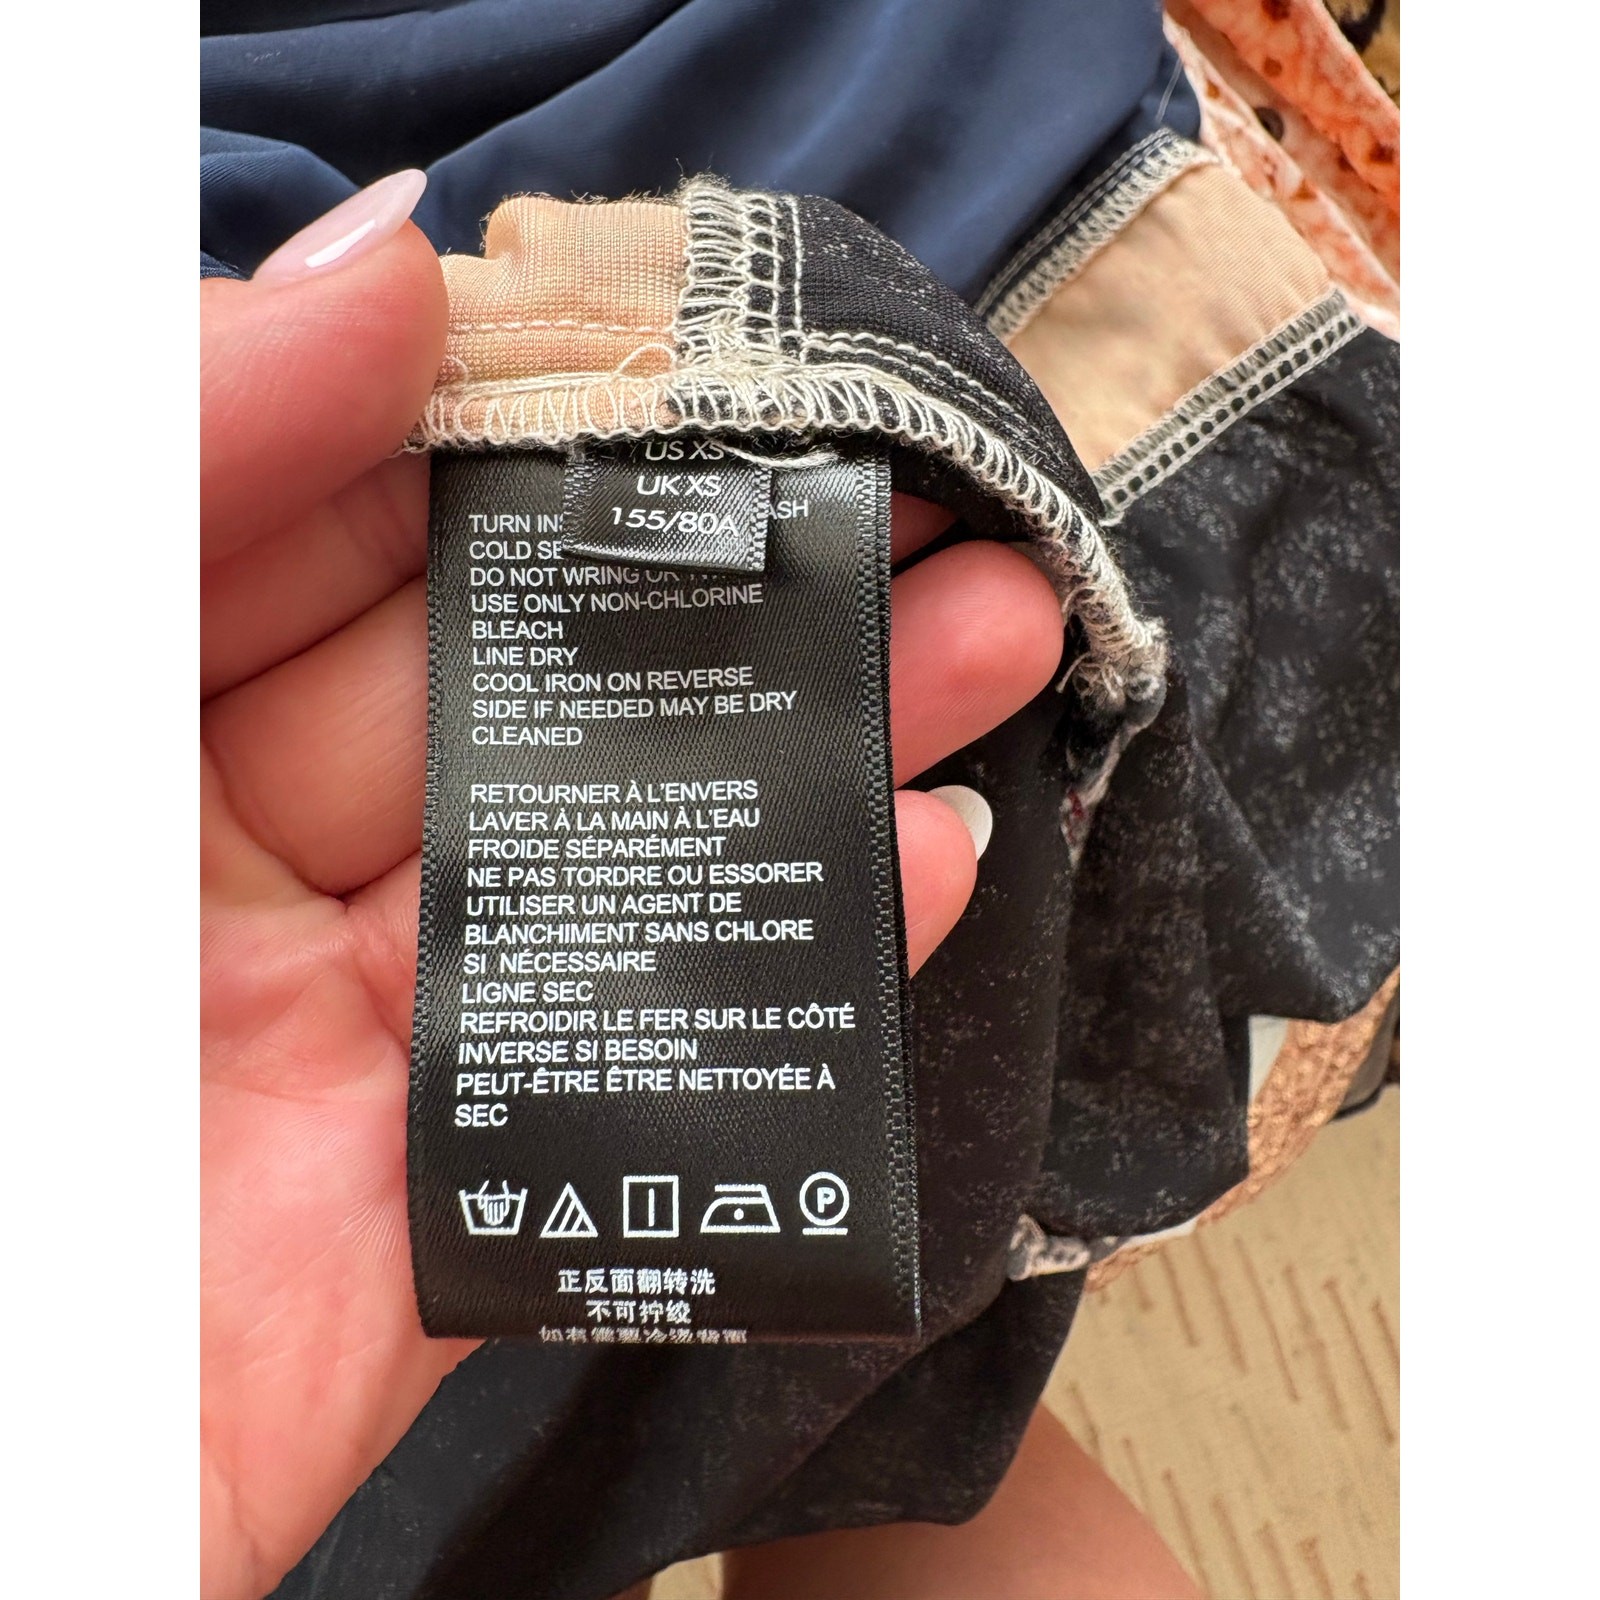 US XS
UK XS
155/80A
TURN
COLD
DO NOT WRING OR
USE ONLY NON-CHLORINE
BLEACH
LINE DRY
COOL IRON ON REVERSE
SIDE IF NEEDED MAY BE DRY
CLEANED
RETOURNER À L'ENVERS
LAVER À LA MAIN À L'EAU
FROIDE SÉPARÉMENT
NE PAS TORDRE OU ESSORER
UTILISER UN AGENT DE
BLANCHIMENT SANS CHLORE
SI NÉCESSAIRE
LIGNE SEC
REFROIDIR LE FER SUR LE CÔTÉ
INVERSE SI BESOIN
PEUT-ÊTRE ÊTRE NETTOYÉE À
SEC
P
正反面翻转洗
不可拧绞